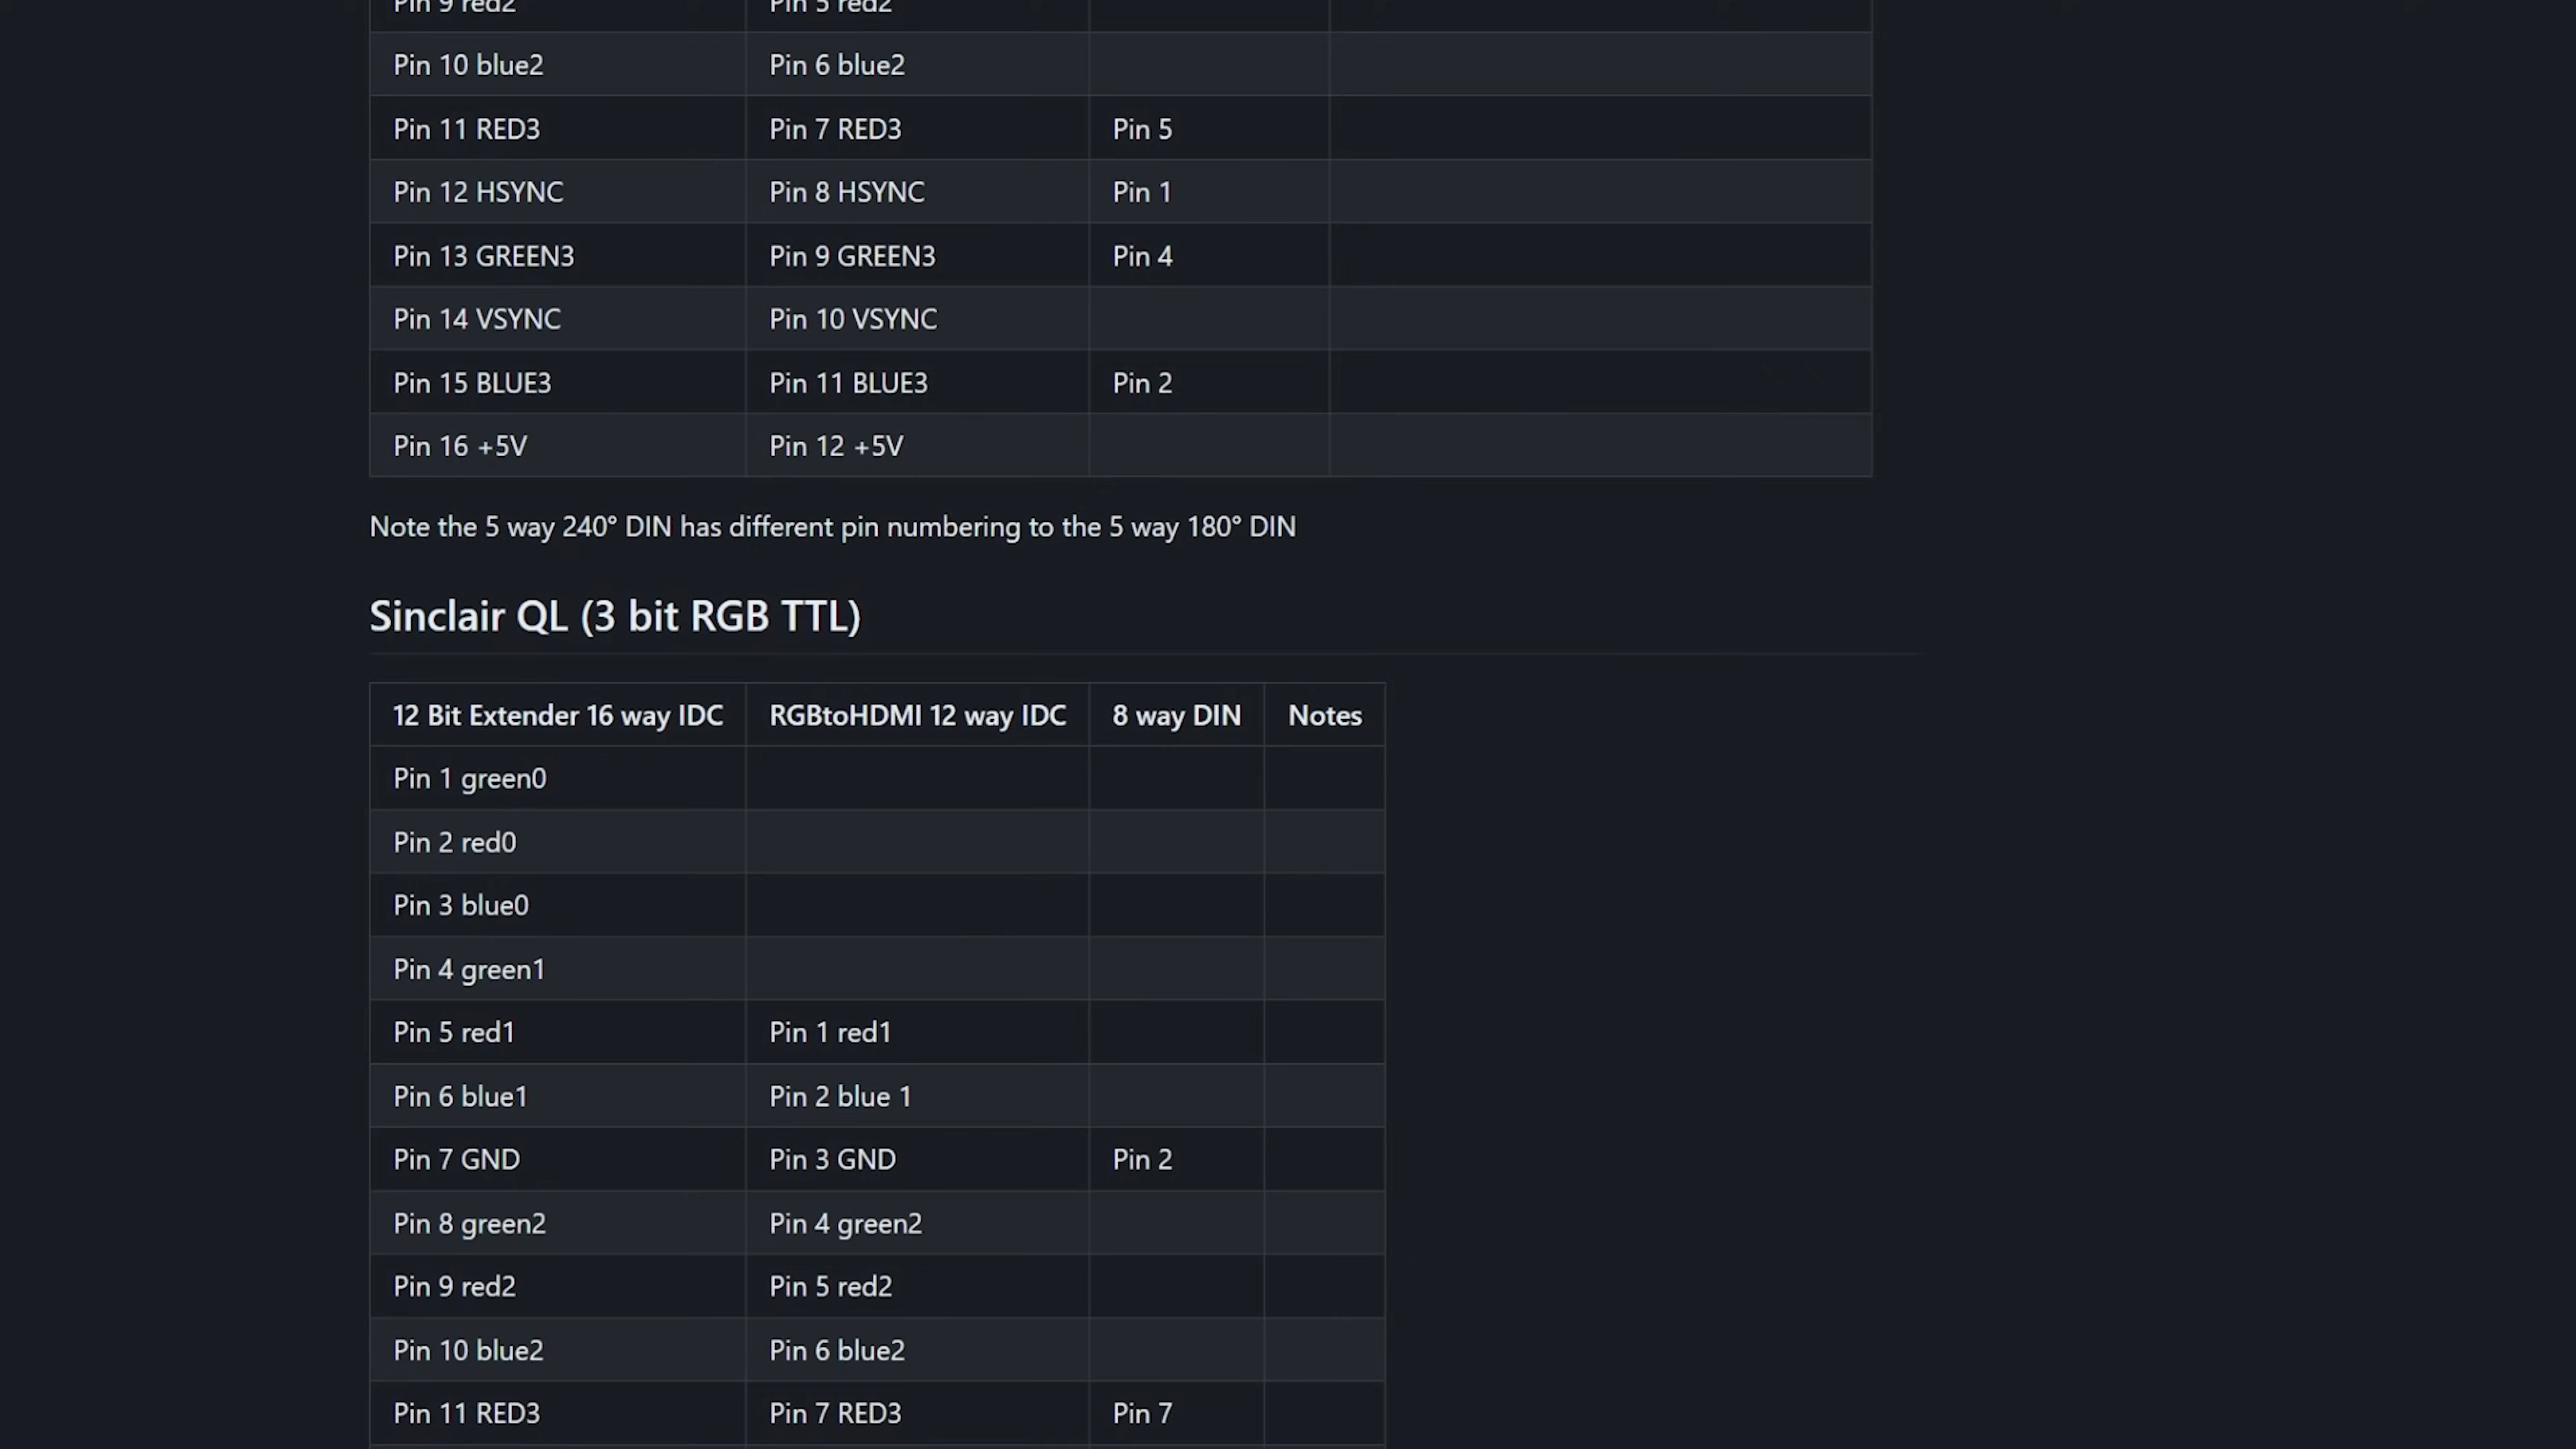 Pin 9 red2 Pin 5 red2
Pin 10 blue2 Pin 6 blue2
Pin 11 RED3 Pin 7 RED3 Pin 5
Pin 12 HSYNC Pin 8 HSYNC Pin 1
Pin 13 GREEN3 Pin 9 GREEN3 Pin 4
Pin 14 VSYNC Pin 10 VSYNC
Pin 15 BLUE3 Pin 11 BLUE3 Pin 2
Pin 16 +5V Pin 12 +5V
Note the 5 way 240° DIN has different pin numbering to the 5 way 180° DIN
Sinclair QL (3 bit RGB TTL)
12 Bit Extender 16 way IDC RGBtoHDMI 12 way IDC 8 way DIN Notes
Pin 1 green0
Pin 2 red0
Pin 3 blue0
Pin 4 green1
Pin 5 red1 Pin 1 red1
Pin 6 blue1 Pin 2 blue 1
Pin 7 GND Pin 3 GND Pin 2
Pin 8 green2 Pin 4 green2
Pin 9 red2 Pin 5 red2
Pin 10 blue2 Pin 6 blue2
Pin 11 RED3 Pin 7 RED3 Pin 7